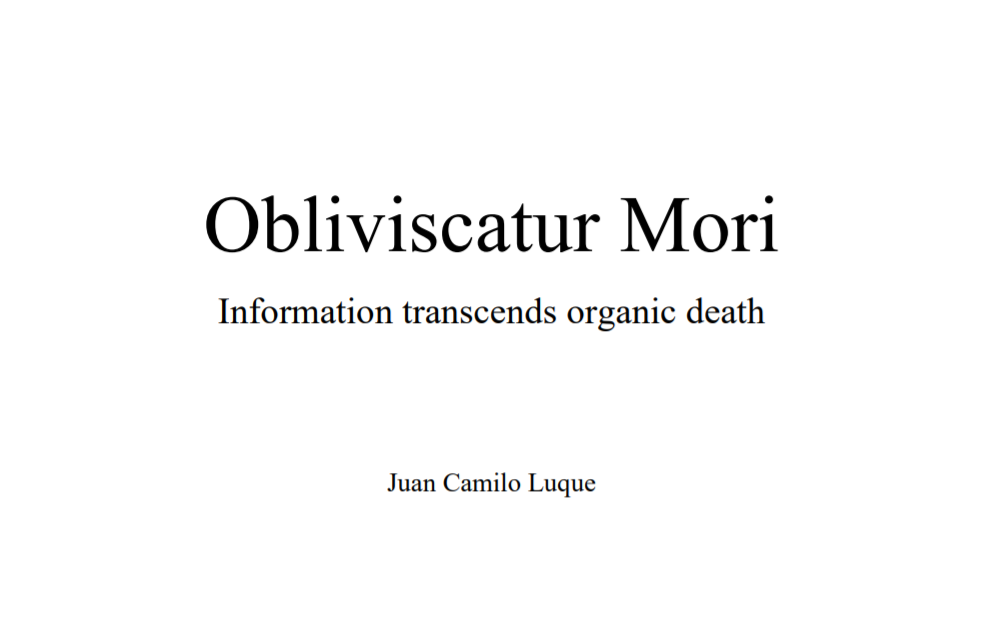 Obliviscatur Mori
Information transcends organic death
Juan Camilo Luque